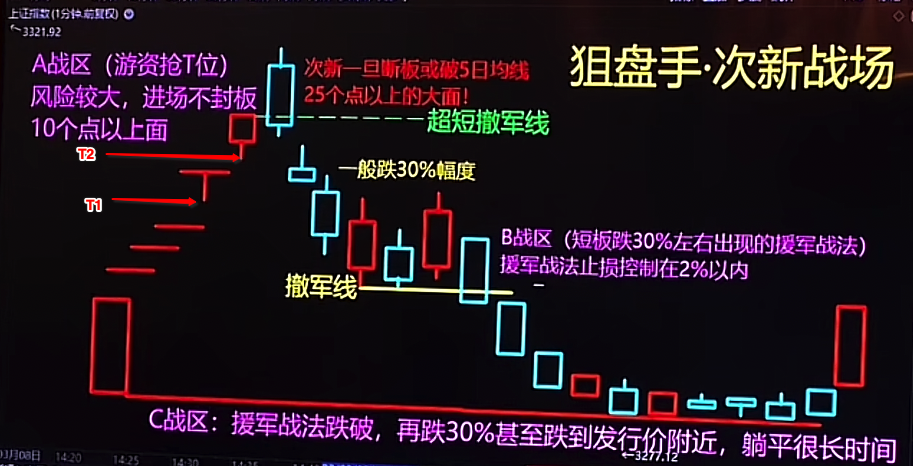 上证指数(1分钟.前复权)
3321.92
狙盘手·次新战场
A战区（游资抢T位）
风险较大，进场不封板
10个点以上面
次新一旦断板或破5日均线
25个点以上的大面！
超短撤军线
T2
T1
一般跌30%幅度
B战区（短板跌30%左右出现的援军战法）
援军战法止损控制在2%以内
撤军线
C战区：援军战法跌破，再跌30%甚至跌到发行价附近，躺平很长时间
3277.12
月08日 14:20 14:25 14:30